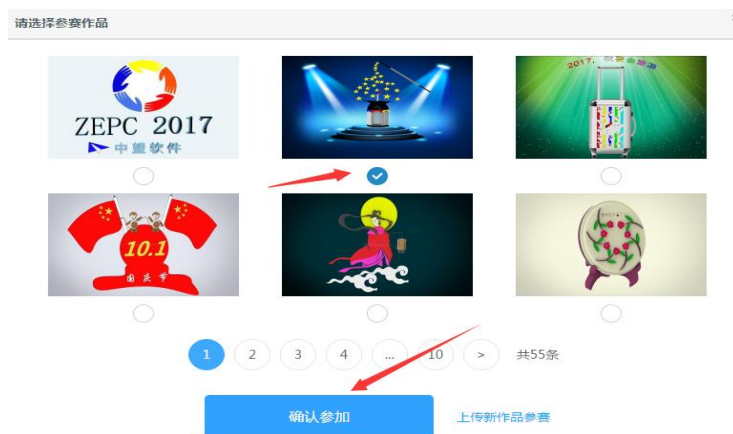 请选择参赛作品
ZEPC 2017
中望软件
10.1
国庆节
1 2 3 4 ... 10 > 共55条
确认参加
上传新作品参赛